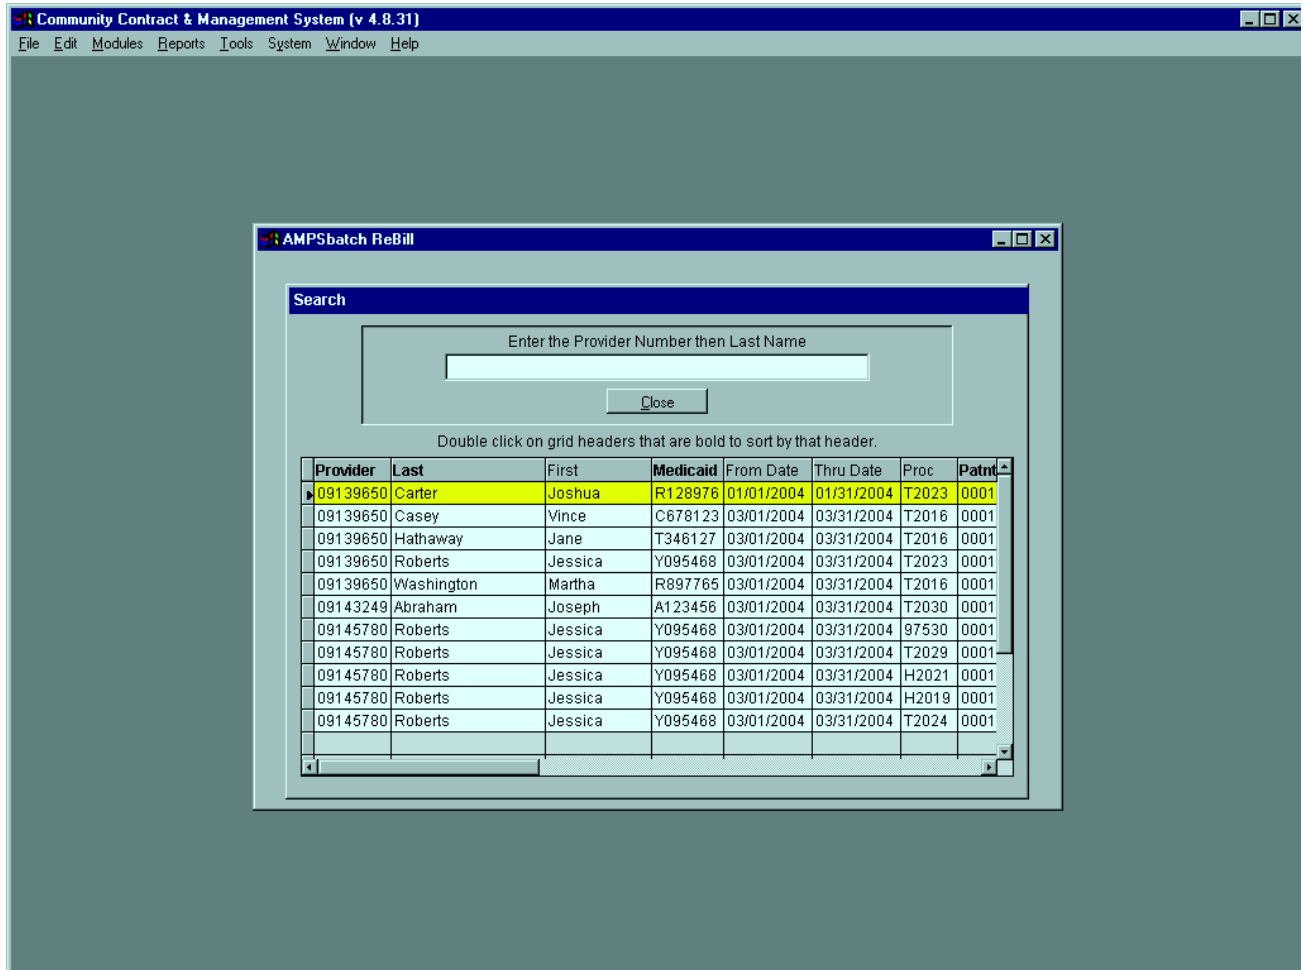 Community Contract & Management System (v 4.8.31)
File Edit Modules Reports Tools System Window Help
AMPSbatch ReBill
Search
Enter the Provider Number then Last Name
Close
Double click on grid headers that are bold to sort by that header.
Provider Last First Medicaid From Date Thru Date Proc Patnt
09139650 Carter Joshua R128976 01/01/2004 01/31/2004 T2023 0001
09139650 Casey Vince C678123 03/01/2004 03/31/2004 T2016 0001
09139650 Hathaway Jane T346127 03/01/2004 03/31/2004 T2016 0001
09139650 Roberts Jessica Y095468 03/01/2004 03/31/2004 T2023 0001
09139650 Washington Martha R897765 03/01/2004 03/31/2004 T2016 0001
09143249 Abraham Joseph A123456 03/01/2004 03/31/2004 T2030 0001
09145780 Roberts Jessica Y095468 03/01/2004 03/31/2004 97530 0001
09145780 Roberts Jessica Y095468 03/01/2004 03/31/2004 T2029 0001
09145780 Roberts Jessica Y095468 03/01/2004 03/31/2004 H2021 0001
09145780 Roberts Jessica Y095468 03/01/2004 03/31/2004 H2019 0001
09145780 Roberts Jessica Y095468 03/01/2004 03/31/2004 T2024 0001